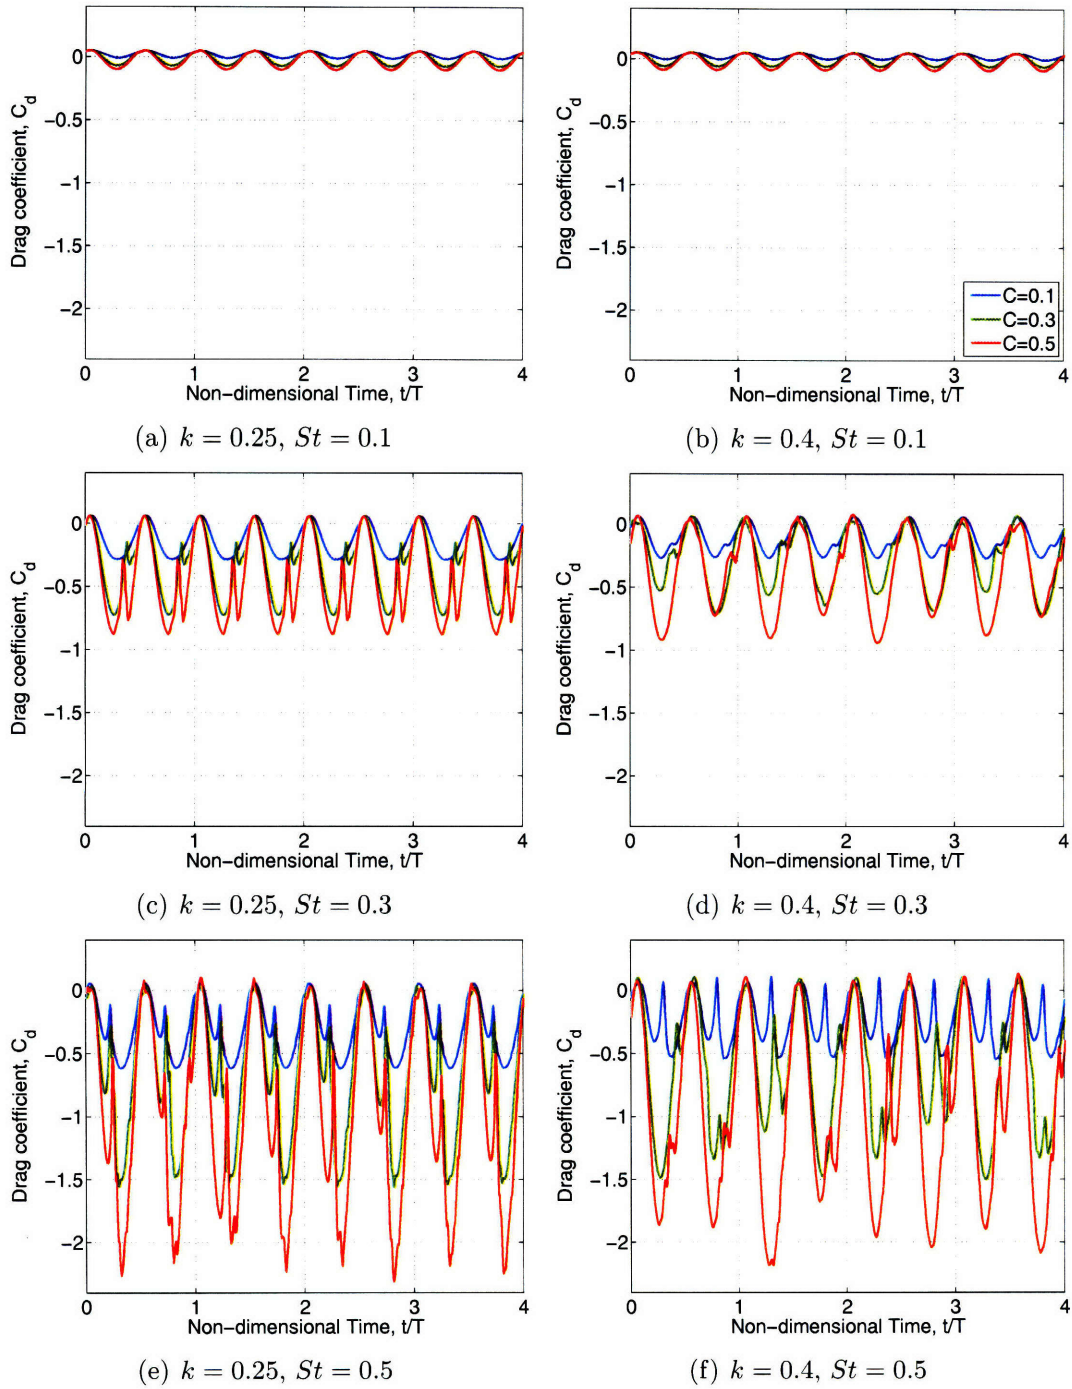 0
−0.5
−1
−1.5
−2
Drag coefficient, C_d
0 1 2 3 4
Non−dimensional Time, t/T
(a) k = 0.25, St = 0.1
0
−0.5
−1
−1.5
−2
Drag coefficient, C_d
C=0.1
C=0.3
C=0.5
0 1 2 3 4
Non−dimensional Time, t/T
(b) k = 0.4, St = 0.1
0
−0.5
−1
−1.5
−2
Drag coefficient, C_d
0 1 2 3 4
Non−dimensional Time, t/T
(c) k = 0.25, St = 0.3
0
−0.5
−1
−1.5
−2
Drag coefficient, C_d
0 1 2 3 4
Non−dimensional Time, t/T
(d) k = 0.4, St = 0.3
0
−0.5
−1
−1.5
−2
Drag coefficient, C_d
0 1 2 3 4
Non−dimensional Time, t/T
(e) k = 0.25, St = 0.5
0
−0.5
−1
−1.5
−2
Drag coefficient, C_d
0 1 2 3 4
Non−dimensional Time, t/T
(f) k = 0.4, St = 0.5